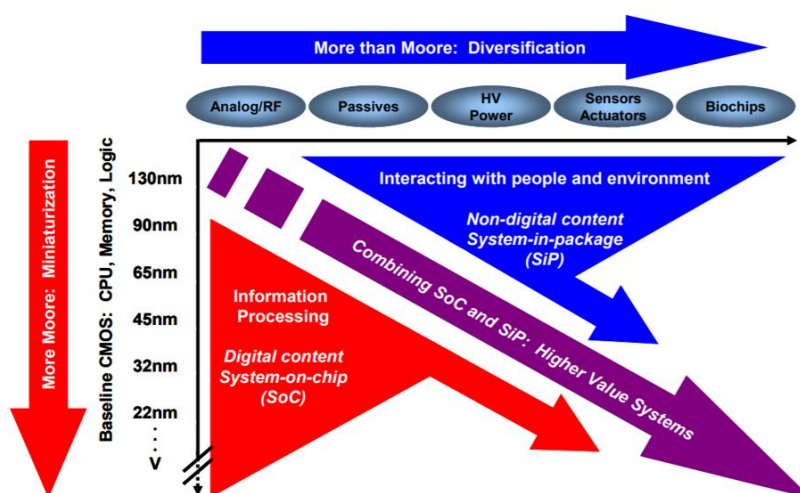 More than Moore: Diversification
Analog/RF
Passives
HV
Power
Sensors
Actuators
Biochips
More Moore: Miniaturization
Baseline CMOS: CPU, Memory, Logic
130nm
90nm
65nm
45nm
32nm
22nm
V
Interacting with people and environment
Non-digital content
System-in-package
(SiP)
Combining SoC and SiP: Higher Value Systems
Information
Processing
Digital content
System-on-chip
(SoC)